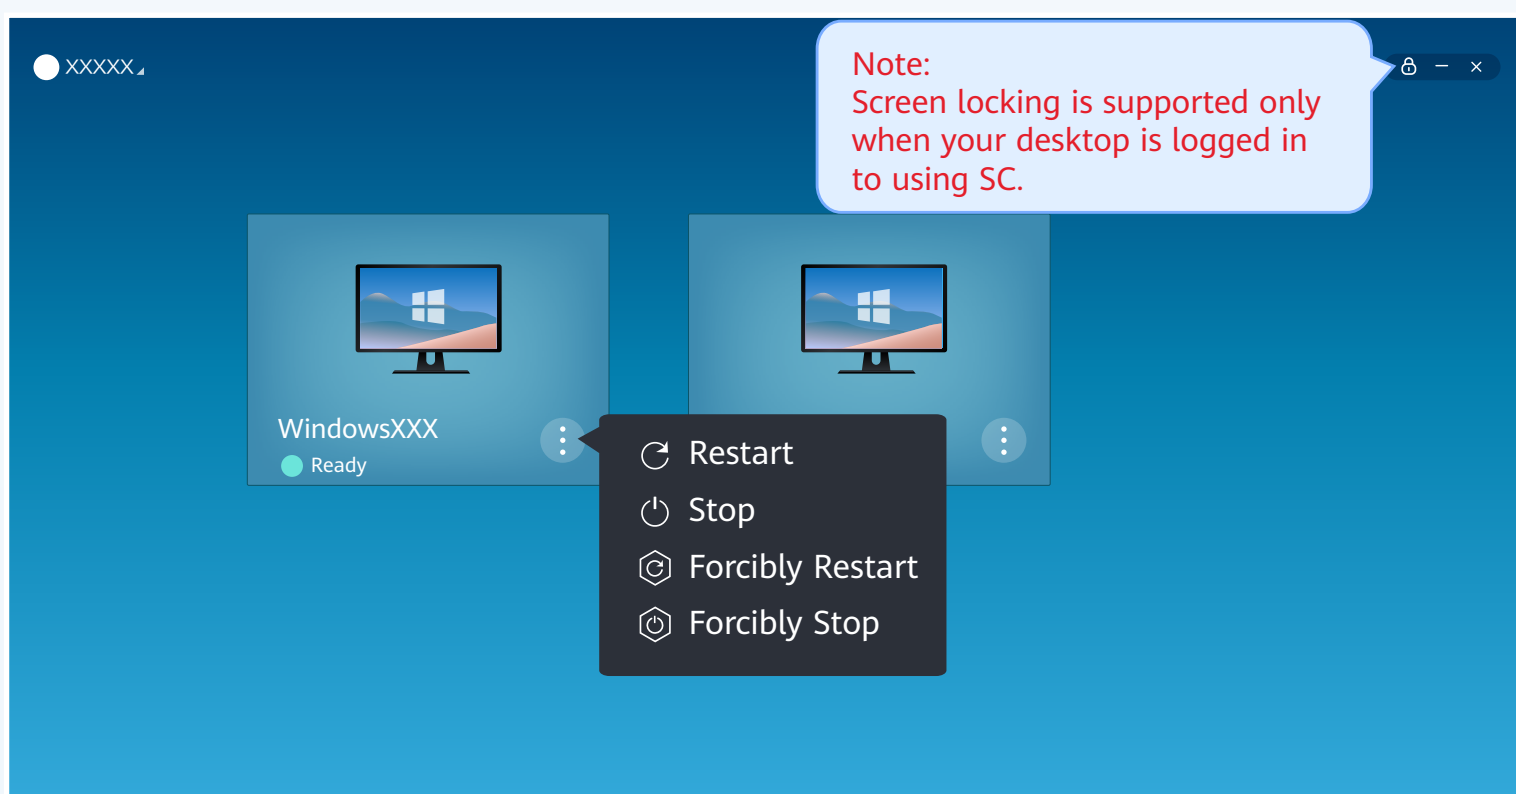 XXXXX
Note:
Screen locking is supported only
when your desktop is logged in
to using SC.
WindowsXXX
Ready
Restart
Stop
Forcibly Restart
Forcibly Stop